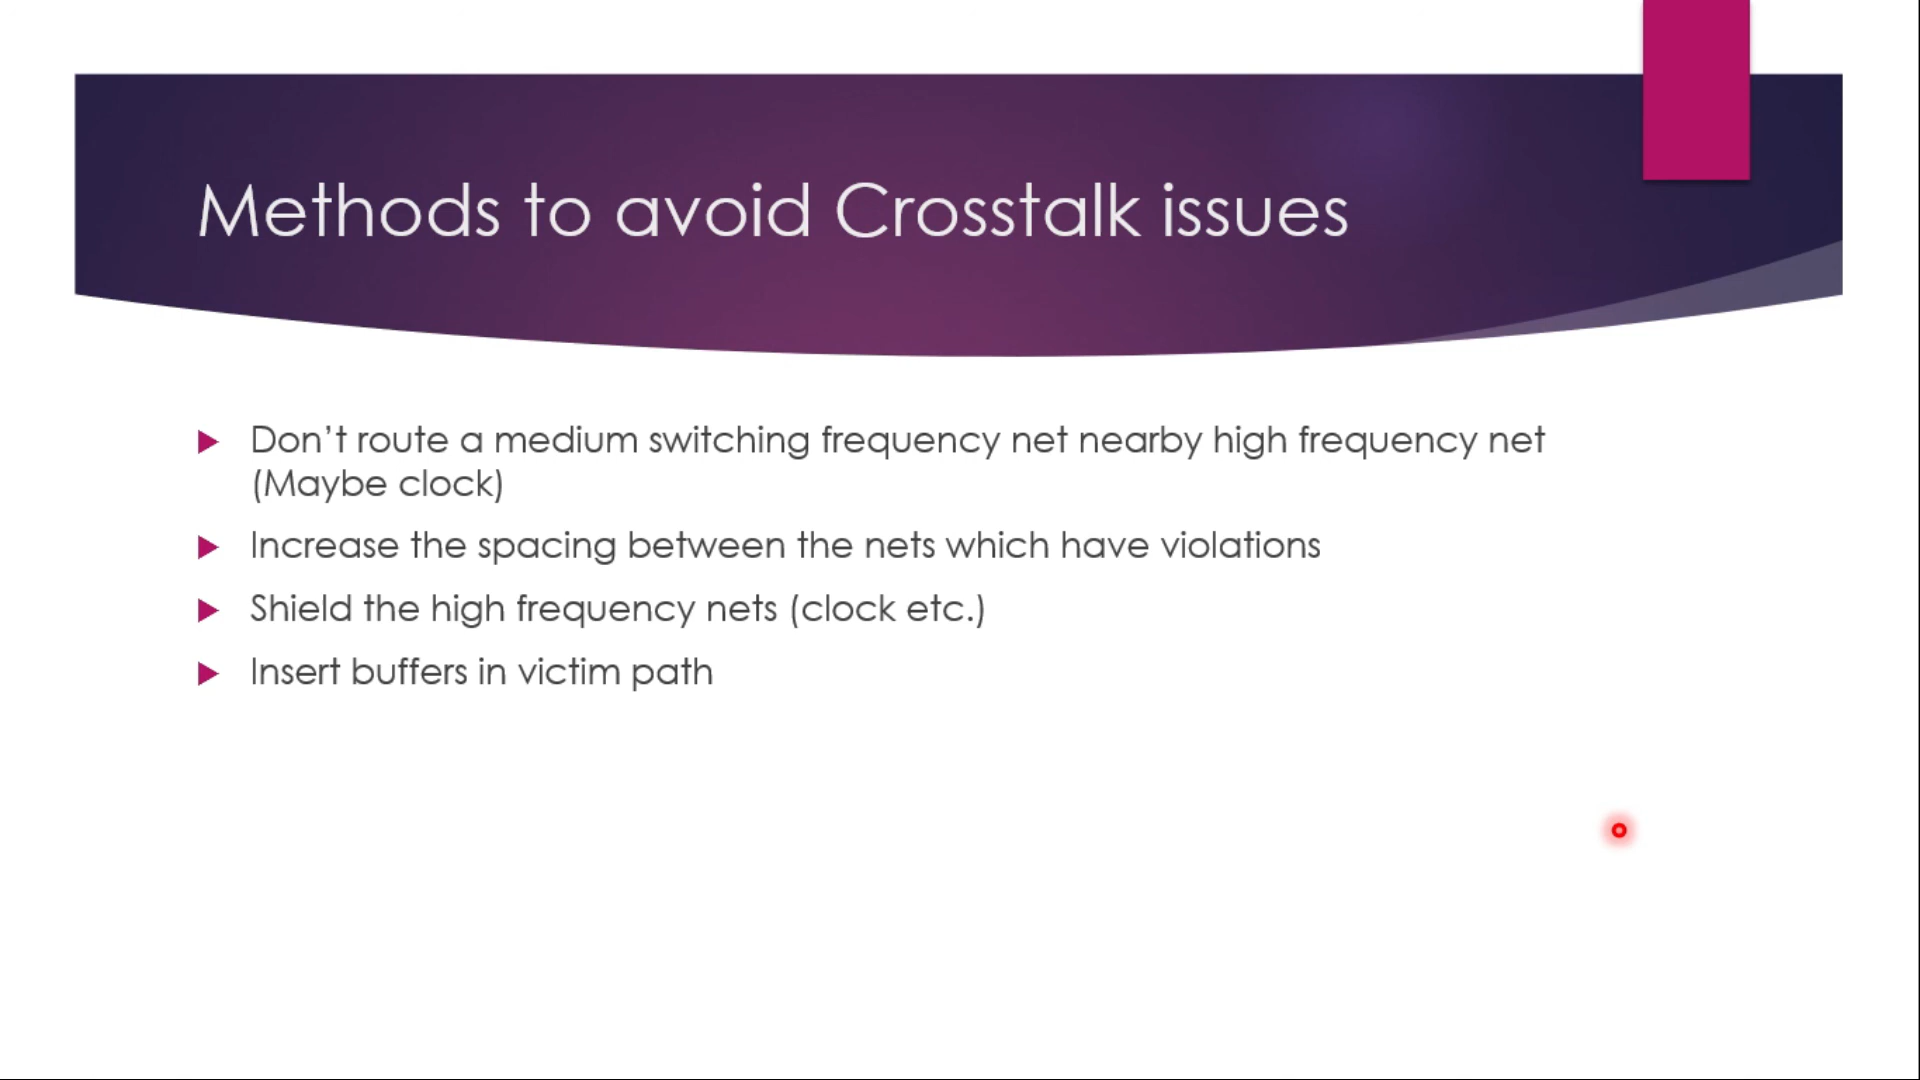 Methods to avoid Crosstalk issues
Don’t route a medium switching frequency net nearby high frequency net
(Maybe clock)
Increase the spacing between the nets which have violations
Shield the high frequency nets (clock etc.)
Insert buffers in victim path